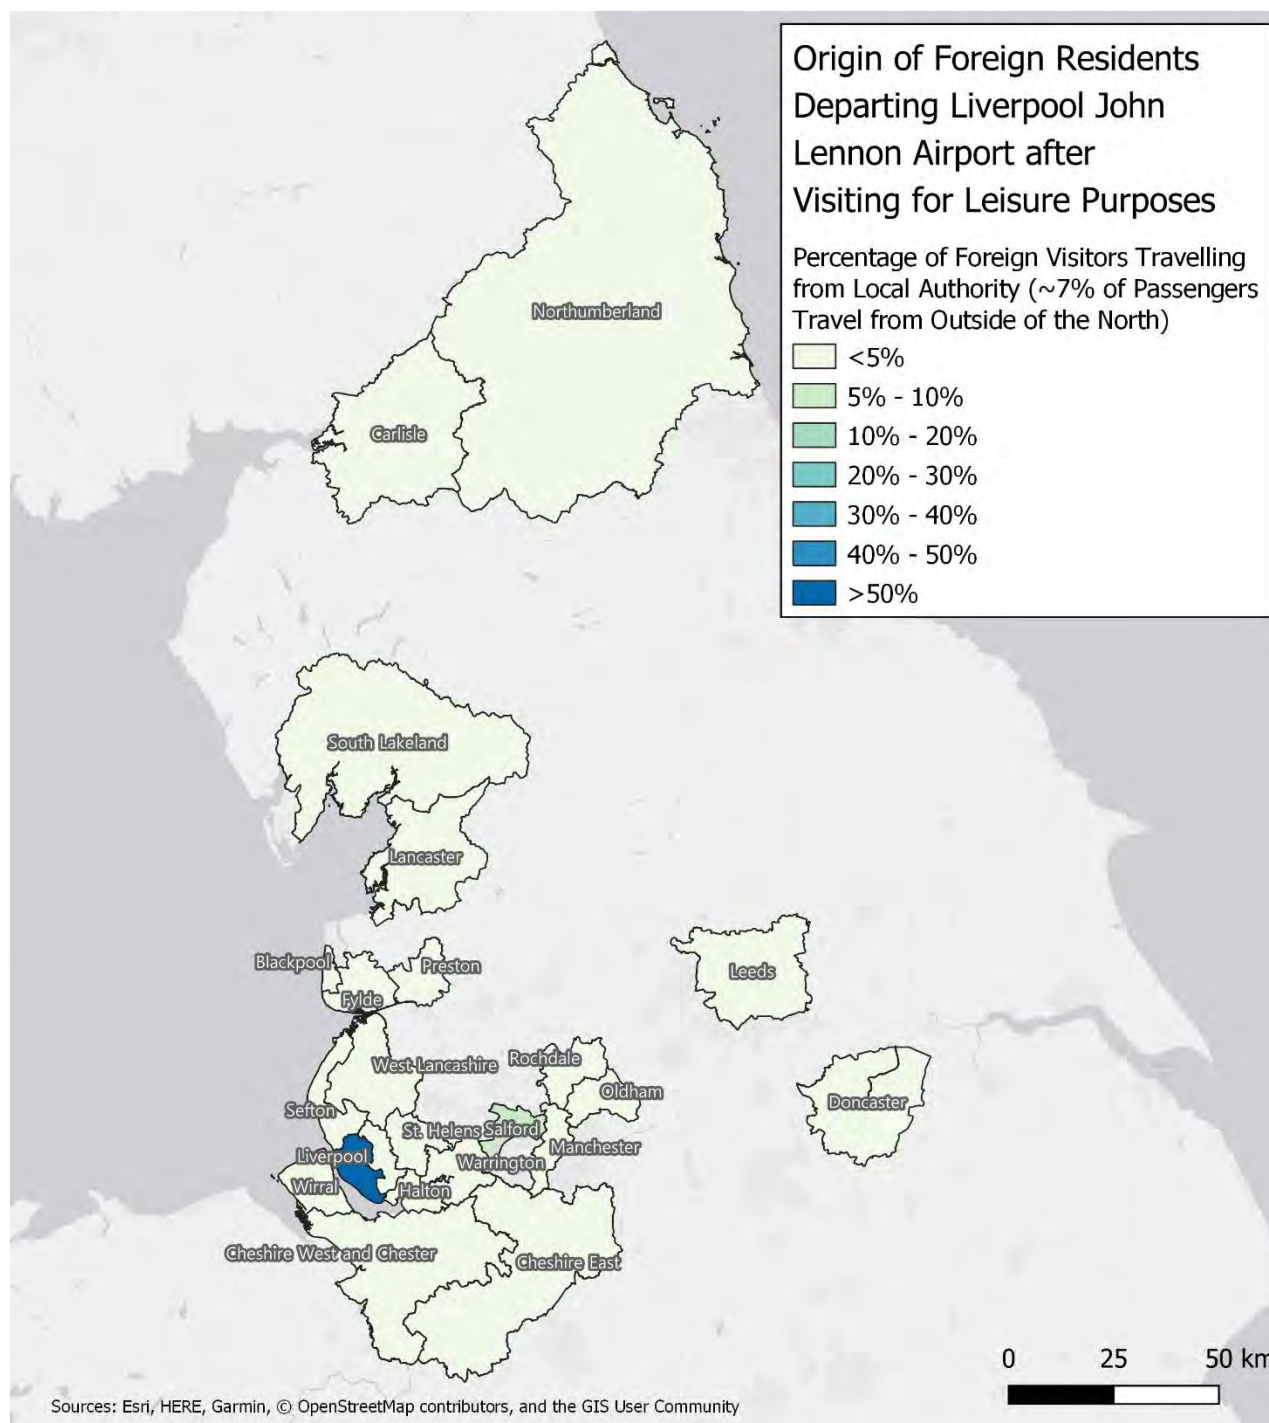 Origin of Foreign Residents
Departing Liverpool John
Lennon Airport after
Visiting for Leisure Purposes
Percentage of Foreign Visitors Travelling
from Local Authority (~7% of Passengers
Travel from Outside of the North)
<5%
5% - 10%
10% - 20%
20% - 30%
30% - 40%
40% - 50%
>50%
Northumberland
Carlisle
South Lakeland
Lancaster
Blackpool
Preston
Leeds
Fylde
West Lancashire
Rochdale
Oldham
Doncaster
Sefton
St. Helens
Salford
Manchester
Liverpool
Warrington
Wirral
Halton
Cheshire West and Chester
Cheshire East
0 25 50 km
Sources: Esri, HERE, Garmin, © OpenStreetMap contributors, and the GIS User Community